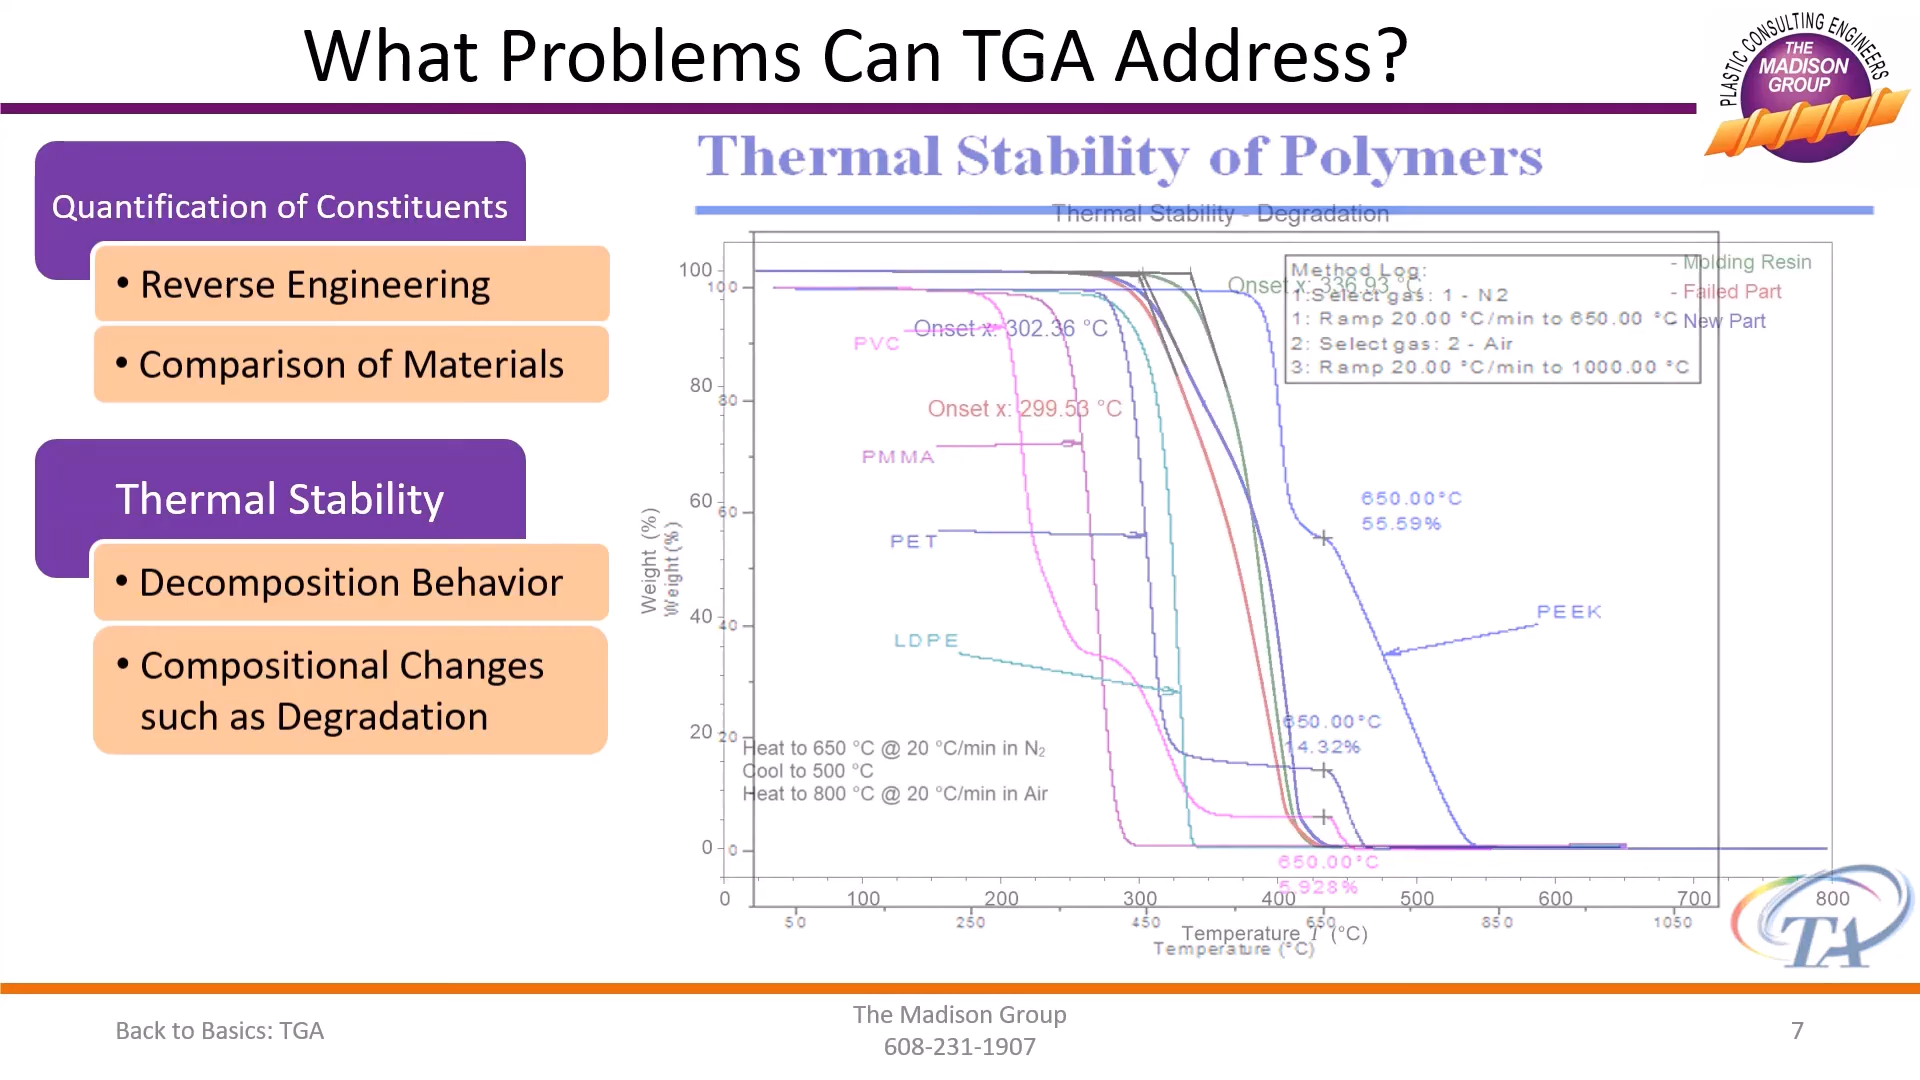 What Problems Can TGA Address?
PLASTIC CONSULTING ENGINEERS
THE
MADISON
GROUP
Quantification of Constituents
• Reverse Engineering
• Comparison of Materials
Thermal Stability
• Decomposition Behavior
• Compositional Changes
such as Degradation
Thermal Stability of Polymers
Thermal Stability - Degradation
Method Log:
1:Select gas: 1 - N2
1: Ramp 20.00 °C/min to 650.00 °C
2: Select gas: 2 - Air
3: Ramp 20.00 °C/min to 1000.00 °C
- Molding Resin
- Failed Part
- New Part
Onset x: 336.93 °C
Onset x: 302.36 °C
Onset x: 299.53 °C
PVC
PMMA
PET
LDPE
PEEK
650.00°C
55.59%
650.00°C
14.32%
650.00°C
5.928%
Heat to 650 °C @ 20 °C/min in N₂
Cool to 500 °C
Heat to 800 °C @ 20 °C/min in Air
Weight (%)
Weight (%)
100
80
60
40
20
0
100
80
60
40
20
0
0 100 200 300 400 500 600 700 800
50 250 450 650 850 1050
Temperature T (°C)
Temperature (°C)
TA
Back to Basics: TGA
The Madison Group
608-231-1907
7